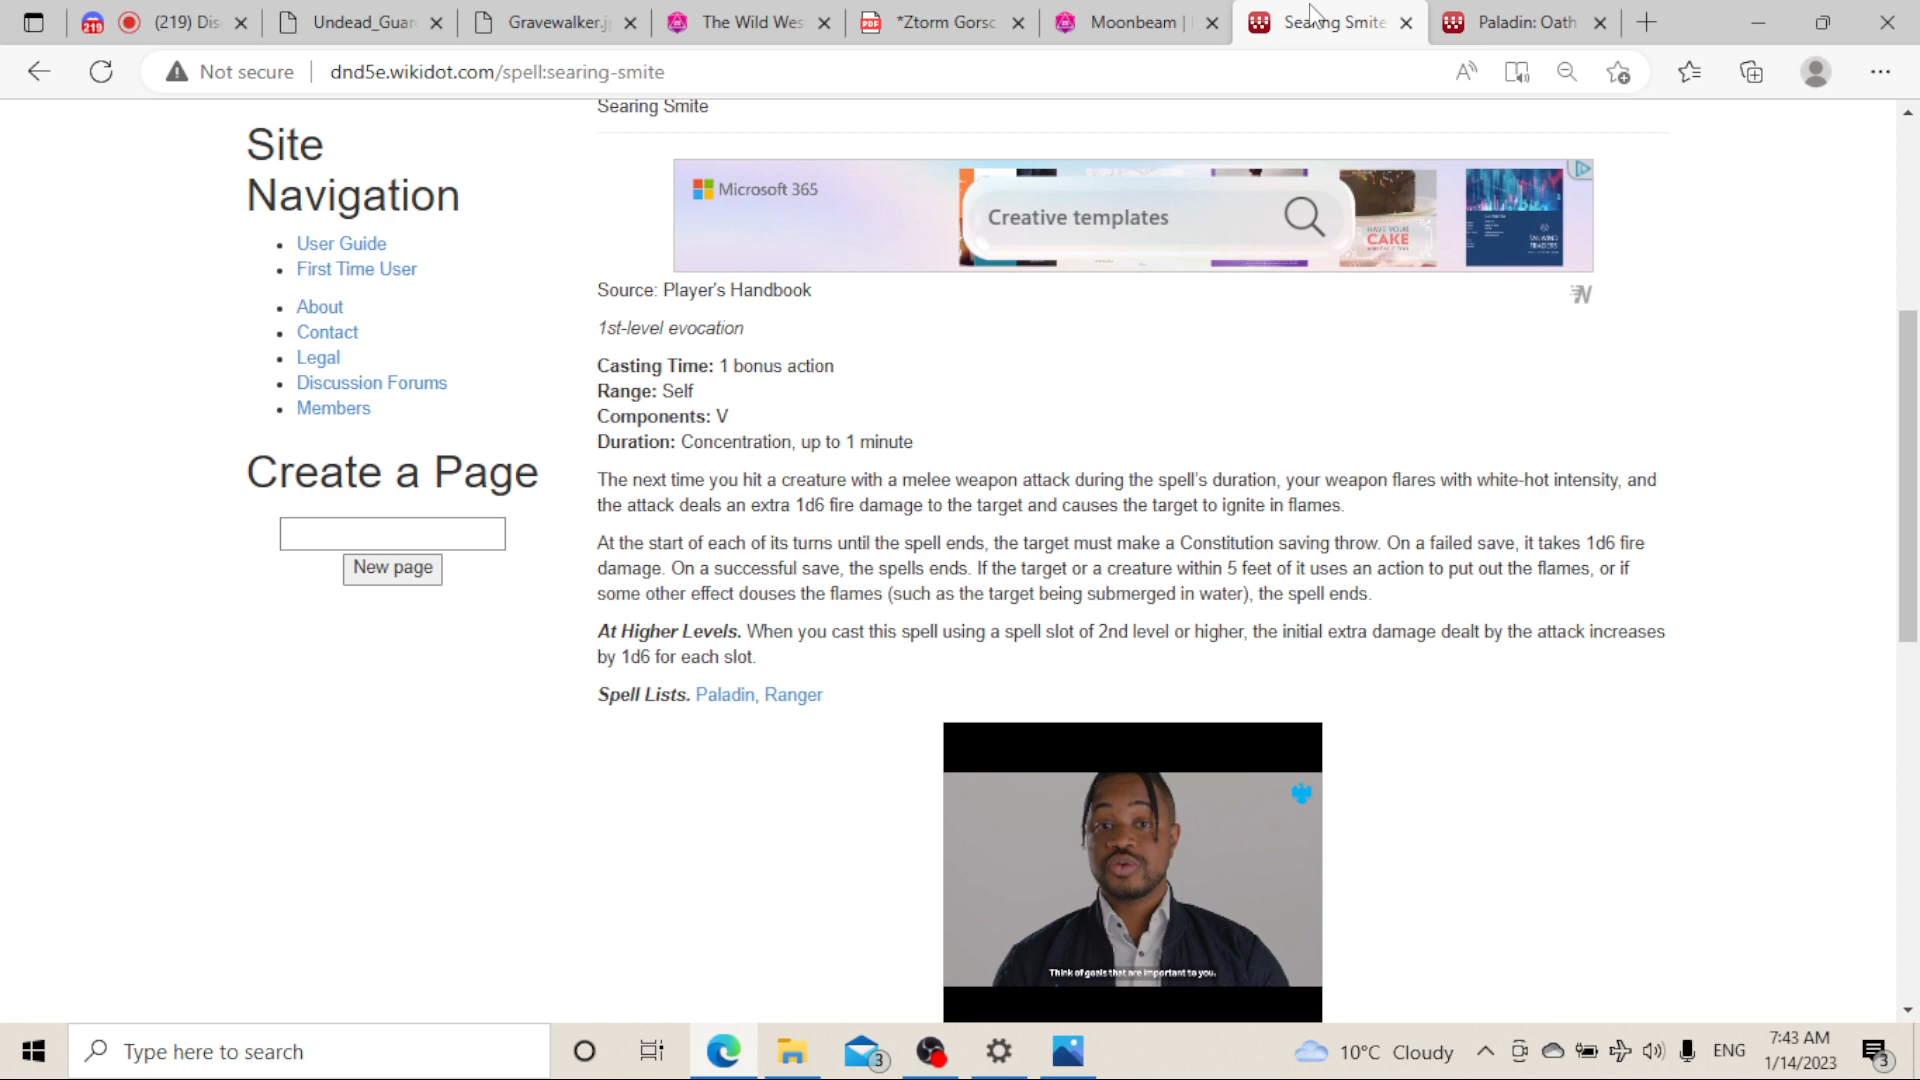 (219) Dis
Undead_Guar
Gravewalker.j
The Wild Wes
*Ztorm Gorsc
Moonbeam |
Searing Smite
Paladin: Oath
Not secure
dnd5e.wikidot.com/spell:searing-smite
Searing Smite
Site
Navigation
User Guide
First Time User
About
Contact
Legal
Discussion Forums
Members
Create a Page
New page
Microsoft 365
Creative templates
HAVE YOUR
CAKE
Source: Player's Handbook
1st-level evocation
Casting Time: 1 bonus action
Range: Self
Components: V
Duration: Concentration, up to 1 minute
The next time you hit a creature with a melee weapon attack during the spell's duration, your weapon flares with white-hot intensity, and
the attack deals an extra 1d6 fire damage to the target and causes the target to ignite in flames.
At the start of each of its turns until the spell ends, the target must make a Constitution saving throw. On a failed save, it takes 1d6 fire
damage. On a successful save, the spells ends. If the target or a creature within 5 feet of it uses an action to put out the flames, or if
some other effect douses the flames (such as the target being submerged in water), the spell ends.
At Higher Levels. When you cast this spell using a spell slot of 2nd level or higher, the initial extra damage dealt by the attack increases
by 1d6 for each slot.
Spell Lists. Paladin, Ranger
Think of goals that are important to you.
Type here to search
3
10°C Cloudy
ENG
7:43 AM
1/14/2023
3